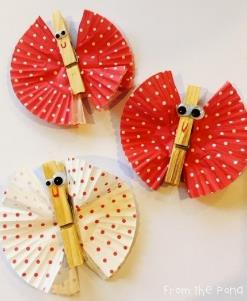 From the Pond